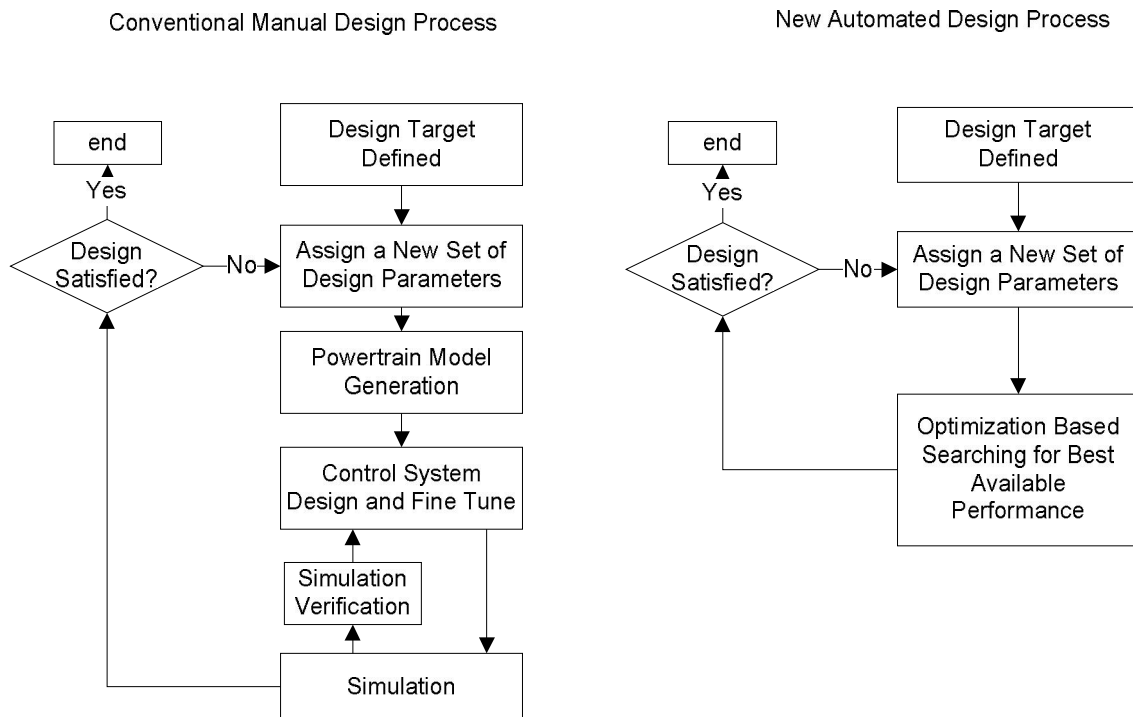 Conventional Manual Design Process
New Automated Design Process
end
Design Target
Defined
Yes
Design
Satisfied?
No
Assign a New Set of
Design Parameters
Powertrain Model
Generation
Control System
Design and Fine Tune
Simulation
Verification
Simulation
end
Design Target
Defined
Yes
Design
Satisfied?
No
Assign a New Set of
Design Parameters
Optimization Based
Searching for Best
Available
Performance